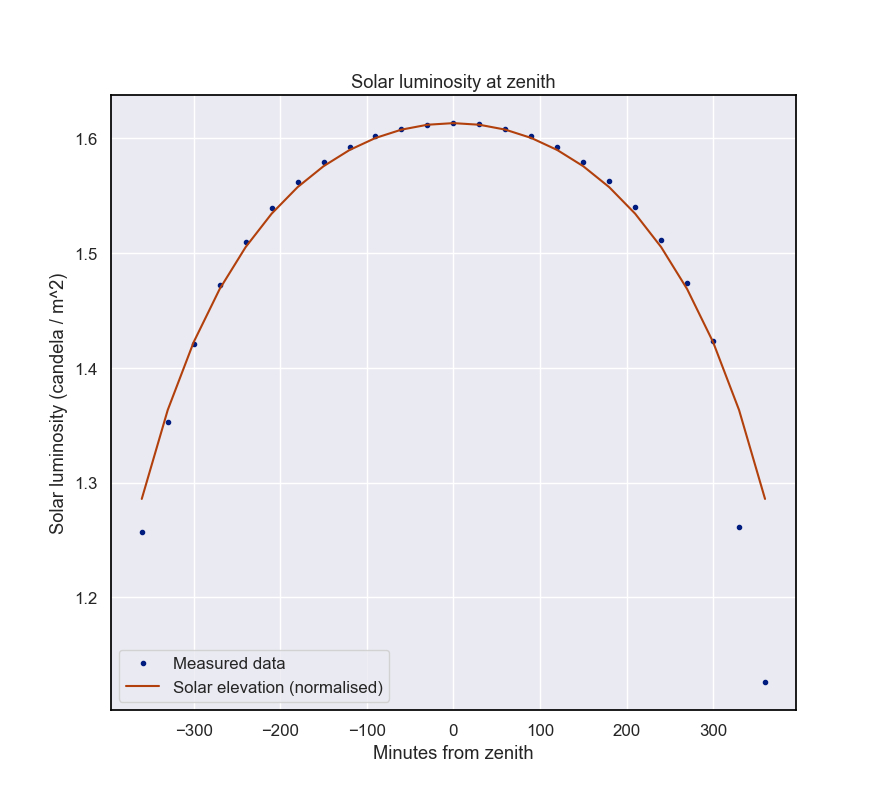 Solar luminosity at zenith
Solar luminosity (candela / m^2)
1.6
1.5
1.4
1.3
1.2
Measured data
Solar elevation (normalised)
−300 −200 −100 0 100 200 300
Minutes from zenith